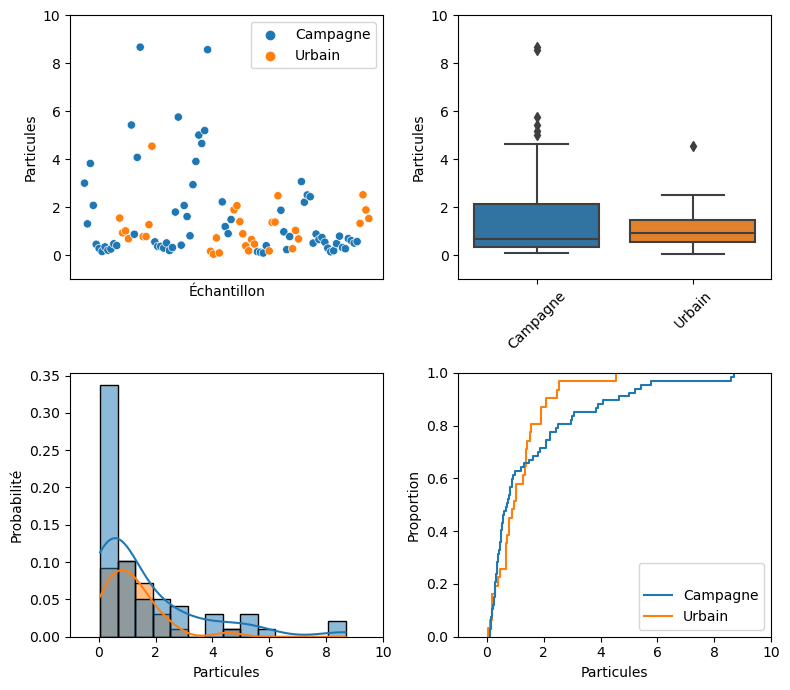 10
8
6
4
2
0
Particules
Échantillon
Campagne
Urbain
10
8
6
4
2
0
Particules
Campagne
Urbain
0.35
0.30
0.25
0.20
0.15
0.10
0.05
0.00
Probabilité
0 2 4 6 8 10
Particules
1.0
0.8
0.6
0.4
0.2
0.0
Proportion
Campagne
Urbain
0 2 4 6 8 10
Particules